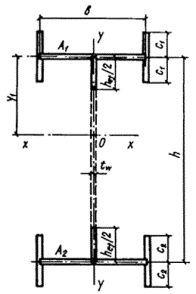 в
y
c₁
c₁
A₁
hef/2
y₁
x
O
x
h
tw
hef/2
A₂
c₂
c₂
y